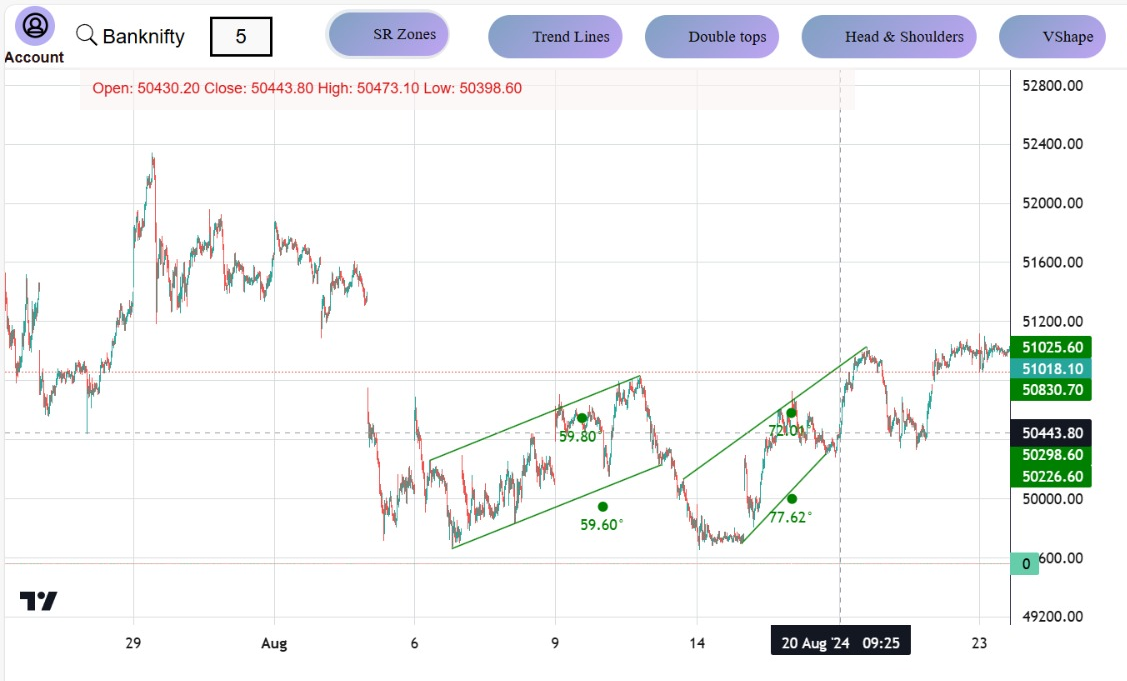 Account
Banknifty
5
SR Zones
Trend Lines
Double tops
Head & Shoulders
VShape
Open: 50430.20 Close: 50443.80 High: 50473.10 Low: 50398.60
52800.00
52400.00
52000.00
51600.00
51200.00
51025.60
51018.10
50830.70
50443.80
50298.60
50226.60
50000.00
0
600.00
49200.00
59.80°
59.60°
72.01°
77.62°
29
Aug
6
9
14
20 Aug '24 09:25
23